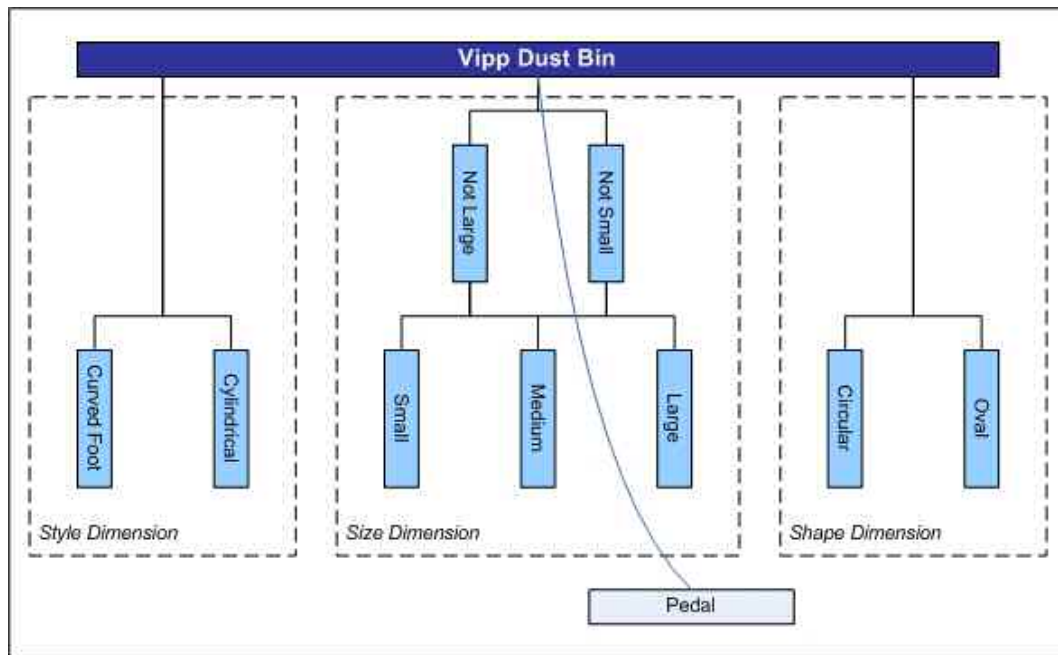 Vipp Dust Bin
Not Large
Not Small
Curved Foot
Cylindrical
Small
Medium
Large
Circular
Oval
Style Dimension
Size Dimension
Shape Dimension
Pedal